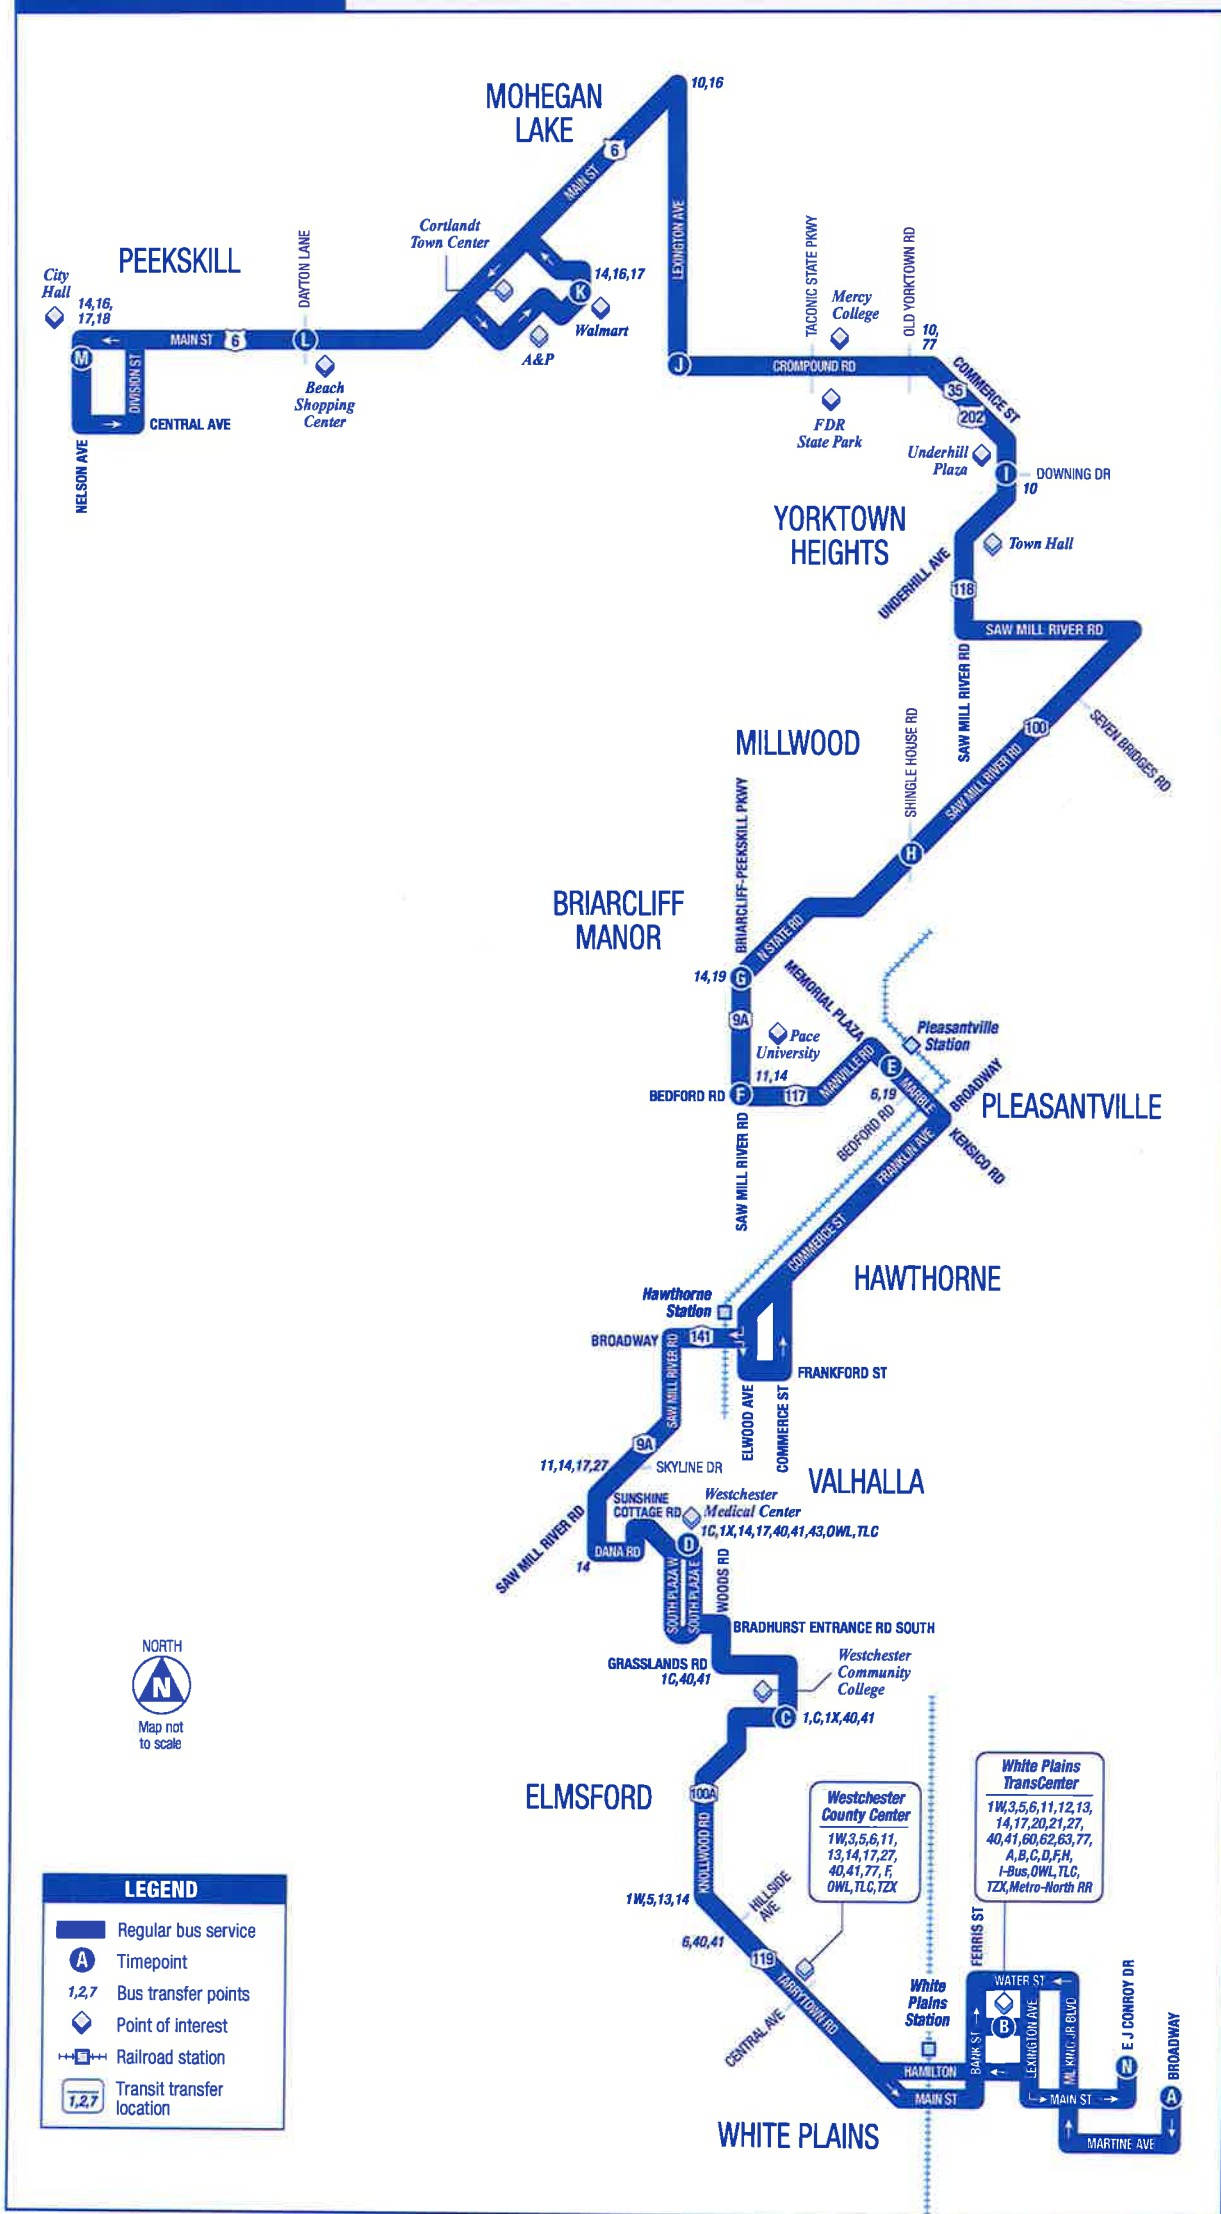 MOHEGAN
LAKE
10,16
6
MAIN ST
LEXINGTON AVE
Cortlandt
Town Center
14,16,17
K
Walmart
A&P
PEEKSKILL
City
Hall
14,16,
17,18
DAYTON LANE
MAIN ST
6
L
M
DIVISION ST
CENTRAL AVE
NELSON AVE
Beach
Shopping
Center
TACONIC STATE PKWY
Mercy
College
OLD YORKTOWN RD
10,
77
J
CROMPOUND RD
COMMERCE ST
35
202
FDR
State Park
Underhill
Plaza
I
DOWNING DR
10
YORKTOWN
HEIGHTS
Town Hall
UNDERHILL AVE
118
SAW MILL RIVER RD
SAW MILL RIVER RD
100
SAW MILL RIVER RD
SEVEN BRIDGES RD
MILLWOOD
SHINGLE HOUSE RD
H
BRIARCLIFF-PEEKSKILL PKWY
BRIARCLIFF
MANOR
N STATE RD
14,19
G
9A
MEMORIAL PLAZA
Pace
University
Pleasantville
Station
11,14
BEDFORD RD
F
117
MANVILLE RD
E
MARBLE
6,19
BROADWAY
PLEASANTVILLE
BEDFORD RD
KENSICO RD
SAW MILL RIVER RD
FRANKLIN AVE
COMMERCE ST
HAWTHORNE
Hawthorne
Station
BROADWAY
141
SAW MILL RIVER RD
FRANKFORD ST
ELWOOD AVE
COMMERCE ST
9A
11,14,17,27
SKYLINE DR
VALHALLA
SUNSHINE
COTTAGE RD
Westchester
Medical Center
1C,1X,14,17,40,41,43,OWL,TLC
D
SAW MILL RIVER RD
DANA RD
14
SOUTH PLAZA W
SOUTH PLAZA E
WOODS RD
BRADHURST ENTRANCE RD SOUTH
GRASSLANDS RD
1C,40,41
Westchester
Community
College
C
1,C,1X,40,41
NORTH
N
Map not
to scale
ELMSFORD
100A
KNOLLWOOD RD
1W,5,13,14
HILLSIDE
AVE
6,40,41
119
TARRYTOWN RD
CENTRAL AVE
Westchester
County Center
1W,3,5,6,11,
13,14,17,27,
40,41,77, F,
OWL,TLC,TZX
White Plains
TransCenter
1W,3,5,6,11,12,13,
14,17,20,21,27,
40,41,60,62,63,77,
A,B,C,D,F,H,
I-Bus,OWL,TLC,
TZX,Metro-North RR
White
Plains
Station
FERRIS ST
WATER ST
BANK ST
B
LEXINGTON AVE
ML KING JR BLVD
E J CONROY DR
N
BROADWAY
A
HAMILTON
MAIN ST
MAIN ST
MARTINE AVE
WHITE PLAINS
LEGEND
Regular bus service
A
Timepoint
1,2,7
Bus transfer points
Point of interest
Railroad station
1,2,7
Transit transfer
location